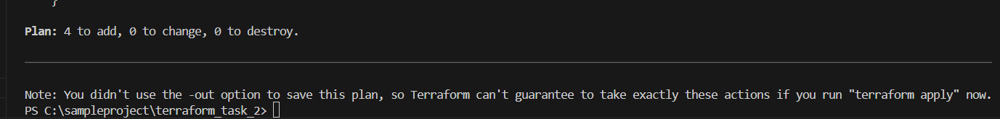 }
Plan: 4 to add, 0 to change, 0 to destroy.
Note: You didn't use the -out option to save this plan, so Terraform can't guarantee to take exactly these actions if you run "terraform apply" now.
PS C:\sampleproject\terraform_task_2>